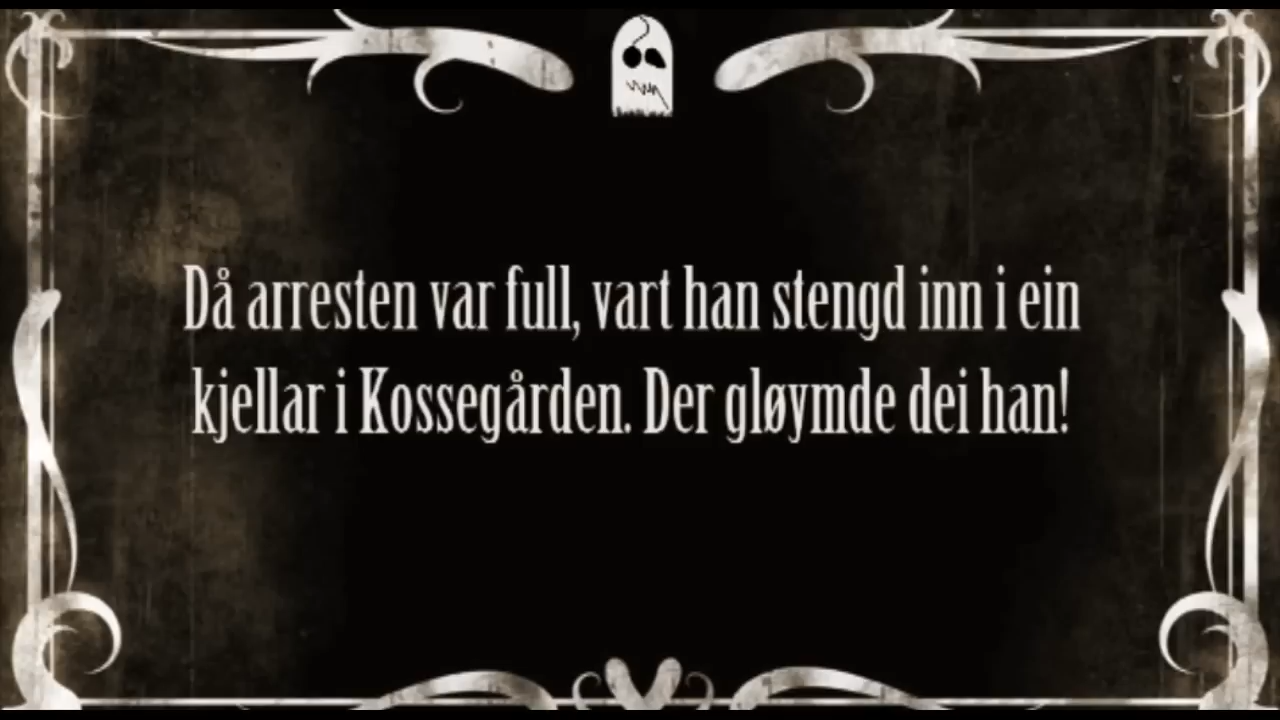 Då arresten var full, vart han stengd inn i ein
kjellar i Kossegården. Der gløymde dei han!